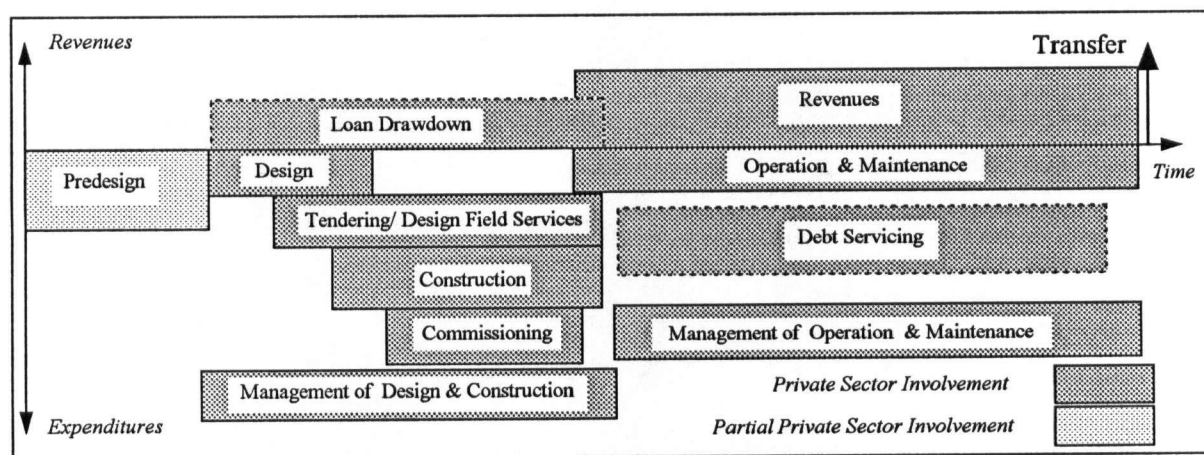 Revenues
Transfer
Revenues
Loan Drawdown
Time
Predesign
Design
Operation & Maintenance
Tendering/ Design Field Services
Debt Servicing
Construction
Commissioning
Management of Operation & Maintenance
Management of Design & Construction
Private Sector Involvement
Expenditures
Partial Private Sector Involvement